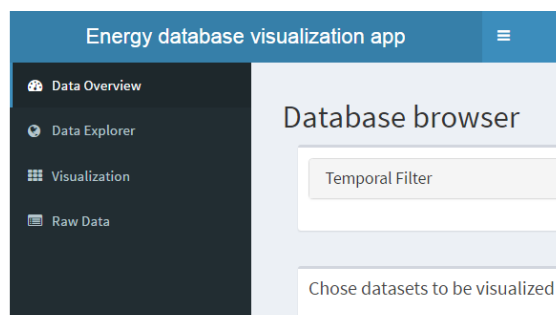 Energy database visualization app
Data Overview
Data Explorer
Visualization
Raw Data
Database browser
Temporal Filter
Chose datasets to be visualized